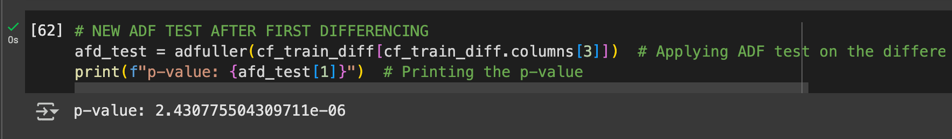 [62] # NEW ADF TEST AFTER FIRST DIFFERENCING
afd_test = adfuller(cf_train_diff[cf_train_diff.columns[3]])  # Applying ADF test on the differe
print(f"p-value: {afd_test[1]}")  # Printing the p-value
0s
p-value: 2.430775504309711e-06